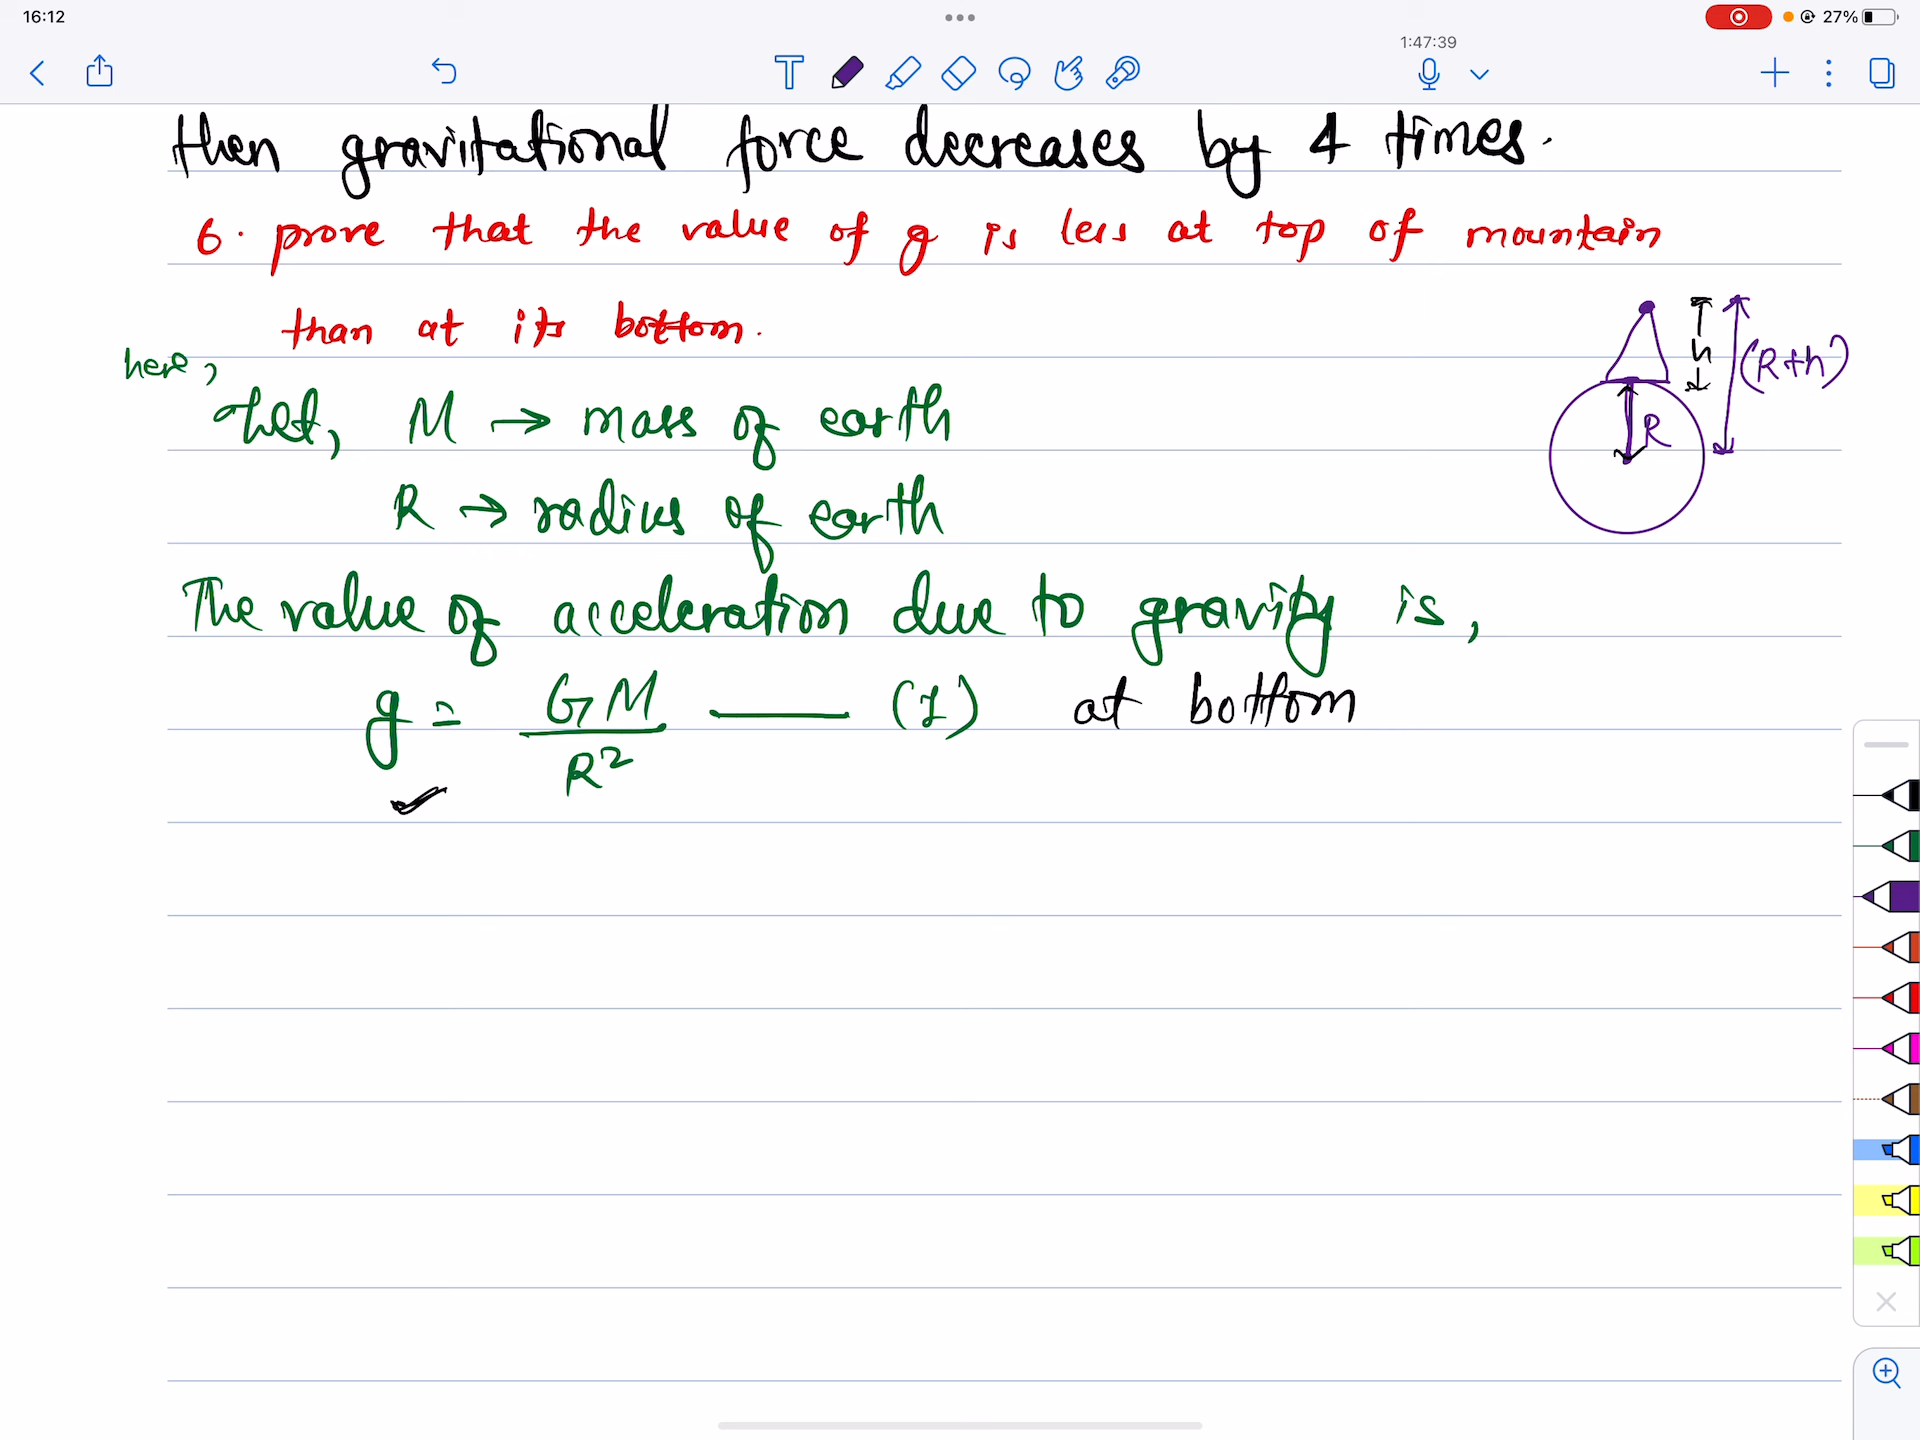 16:12
27%
1:47:39
then gravitational force decreases by 4 times.
6. prove that the value of g is less at top of mountain
than at its bottom.
here,
Let, M → mass of earth
R → radius of earth
The value of acceleration due to gravity is,
g = GM/R² —— (1) at bottom
h
(R+h)
R